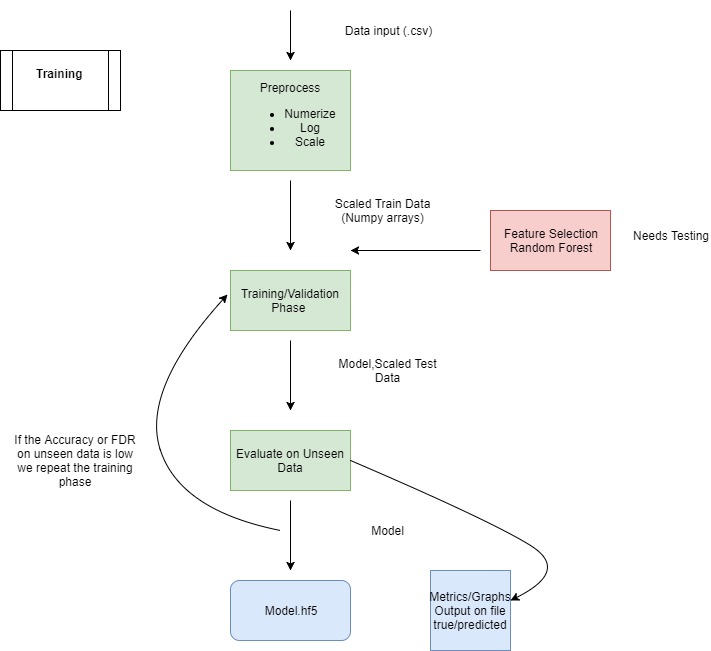 Data input (.csv)
Training
Preprocess
• Numerize
• Log
• Scale
Scaled Train Data
(Numpy arrays)
Feature Selection
Random Forest
Needs Testing
Training/Validation
Phase
Model,Scaled Test
Data
If the Accuracy or FDR
on unseen data is low
we repeat the training
phase
Evaluate on Unseen
Data
Model
Model.hf5
Metrics/Graphs
Output on file
true/predicted